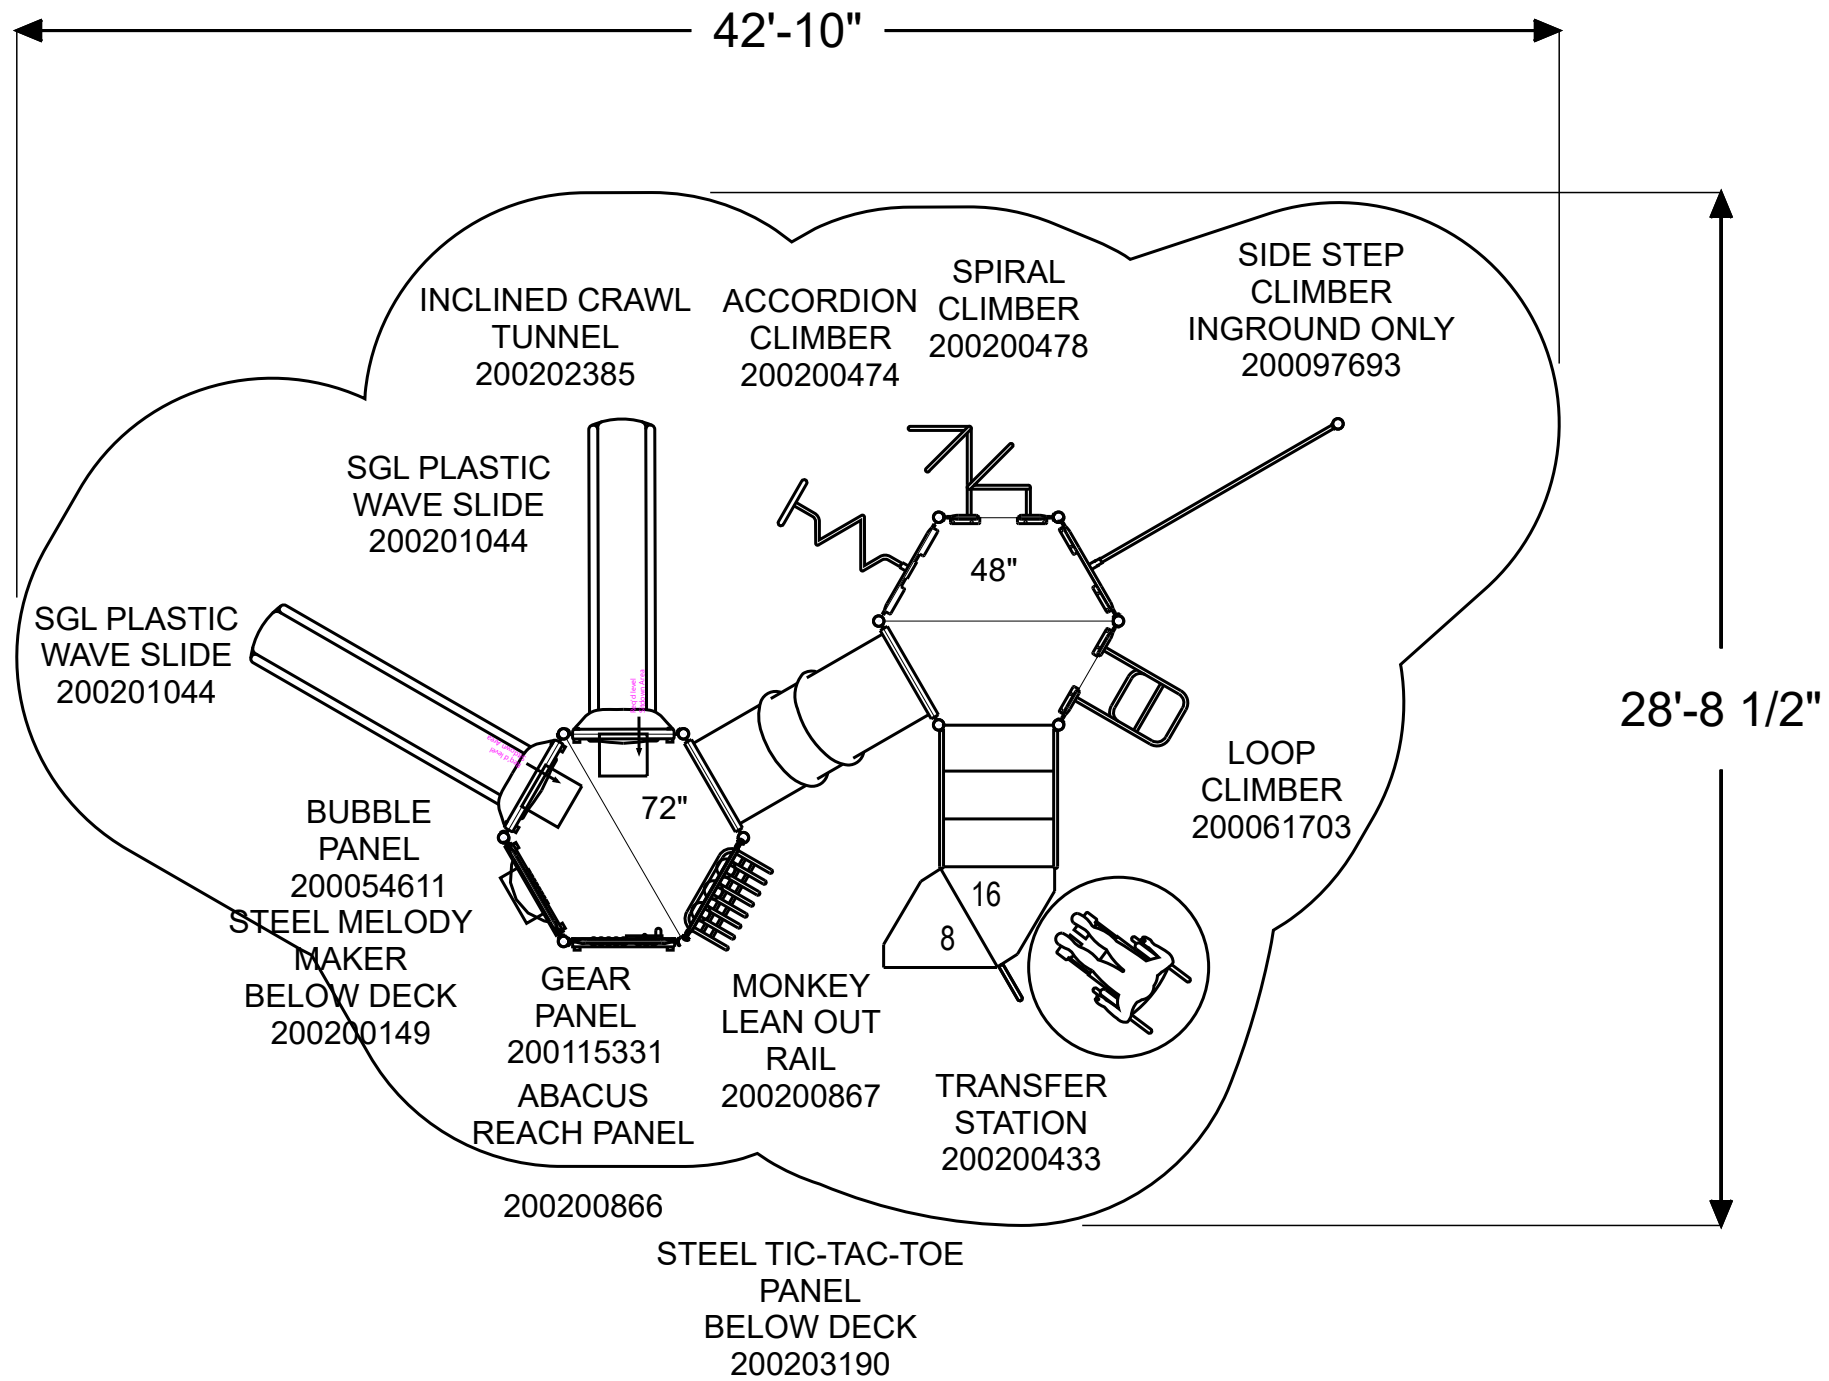 42'-10"
SIDE STEP
CLIMBER
INGROUND ONLY
200097693
SPIRAL
CLIMBER
200200478
ACCORDION
CLIMBER
200200474
INCLINED CRAWL
TUNNEL
200202385
SGL PLASTIC
WAVE SLIDE
200201044
SGL PLASTIC
WAVE SLIDE
200201044
48"
72"
28'-8 1/2"
LOOP
CLIMBER
200061703
BUBBLE
PANEL
200054611
STEEL MELODY
MAKER
BELOW DECK
200200149
16
8
GEAR
PANEL
200115331
ABACUS
REACH PANEL
200200866
MONKEY
LEAN OUT
RAIL
200200867
TRANSFER
STATION
200200433
STEEL TIC-TAC-TOE
PANEL
BELOW DECK
200203190